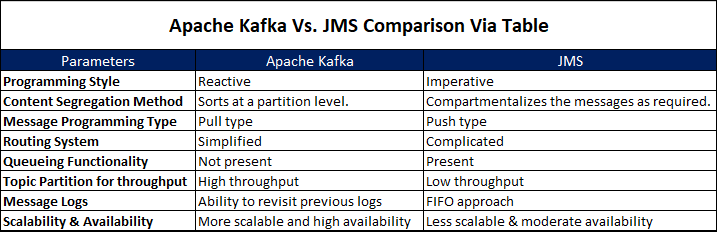 Apache Kafka Vs. JMS Comparison Via Table
Parameters Apache Kafka JMS
Programming Style Reactive Imperative
Content Segregation Method Sorts at a partition level. Compartmentalizes the messages as required.
Message Programming Type Pull type Push type
Routing System Simplified Complicated
Queueing Functionality Not present Present
Topic Partition for throughput High throughput Low throughput
Message Logs Ability to revisit previous logs FIFO approach
Scalability & Availability More scalable and high availability Less scalable & moderate availability